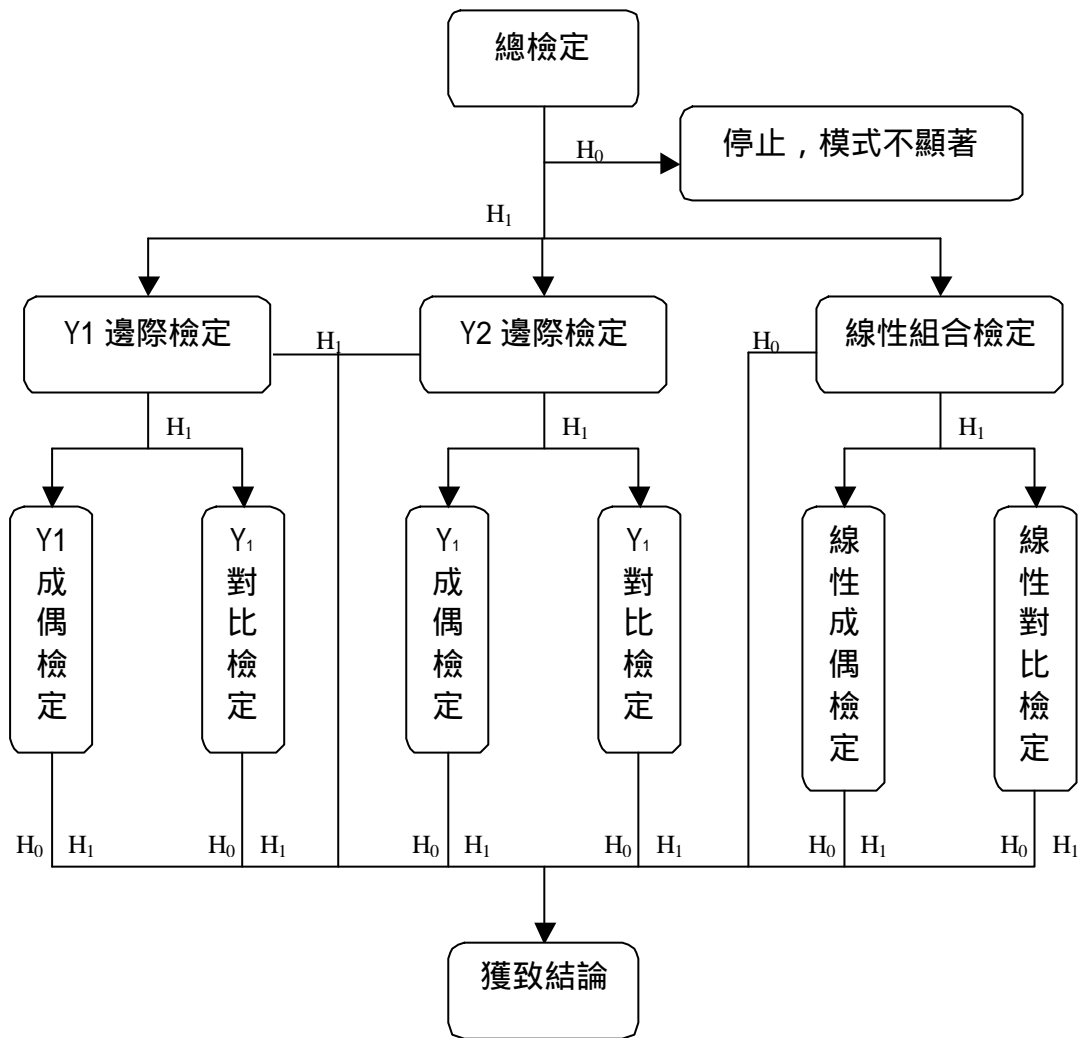 總檢定
H₀
停止，模式不顯著
H₁
Y1 邊際檢定
H₁
Y2 邊際檢定
H₀
線性組合檢定
H₁
H₁
H₁
Y1
成
偶
檢
定
Y₁
對
比
檢
定
Y₁
成
偶
檢
定
Y₁
對
比
檢
定
線
性
成
偶
檢
定
線
性
對
比
檢
定
H₀ H₁
H₀ H₁
H₀ H₁
H₀ H₁
H₀ H₁
H₀ H₁
獲致結論